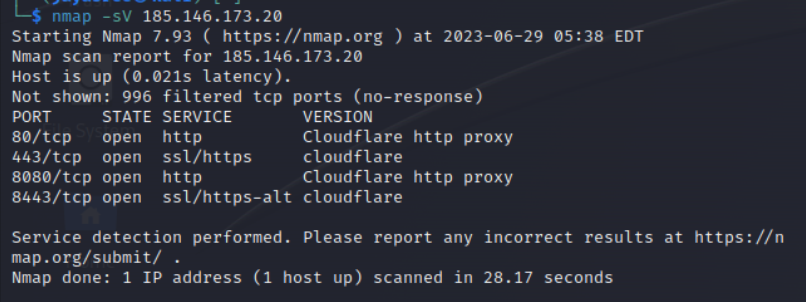 └─$ nmap -sV 185.146.173.20
Starting Nmap 7.93 ( https://nmap.org ) at 2023-06-29 05:38 EDT
Nmap scan report for 185.146.173.20
Host is up (0.021s latency).
Not shown: 996 filtered tcp ports (no-response)
PORT     STATE SERVICE       VERSION
80/tcp   open  http          Cloudflare http proxy
443/tcp  open  ssl/https     cloudflare
8080/tcp open  http          Cloudflare http proxy
8443/tcp open  ssl/https-alt cloudflare
Service detection performed. Please report any incorrect results at https://n
map.org/submit/ .
Nmap done: 1 IP address (1 host up) scanned in 28.17 seconds